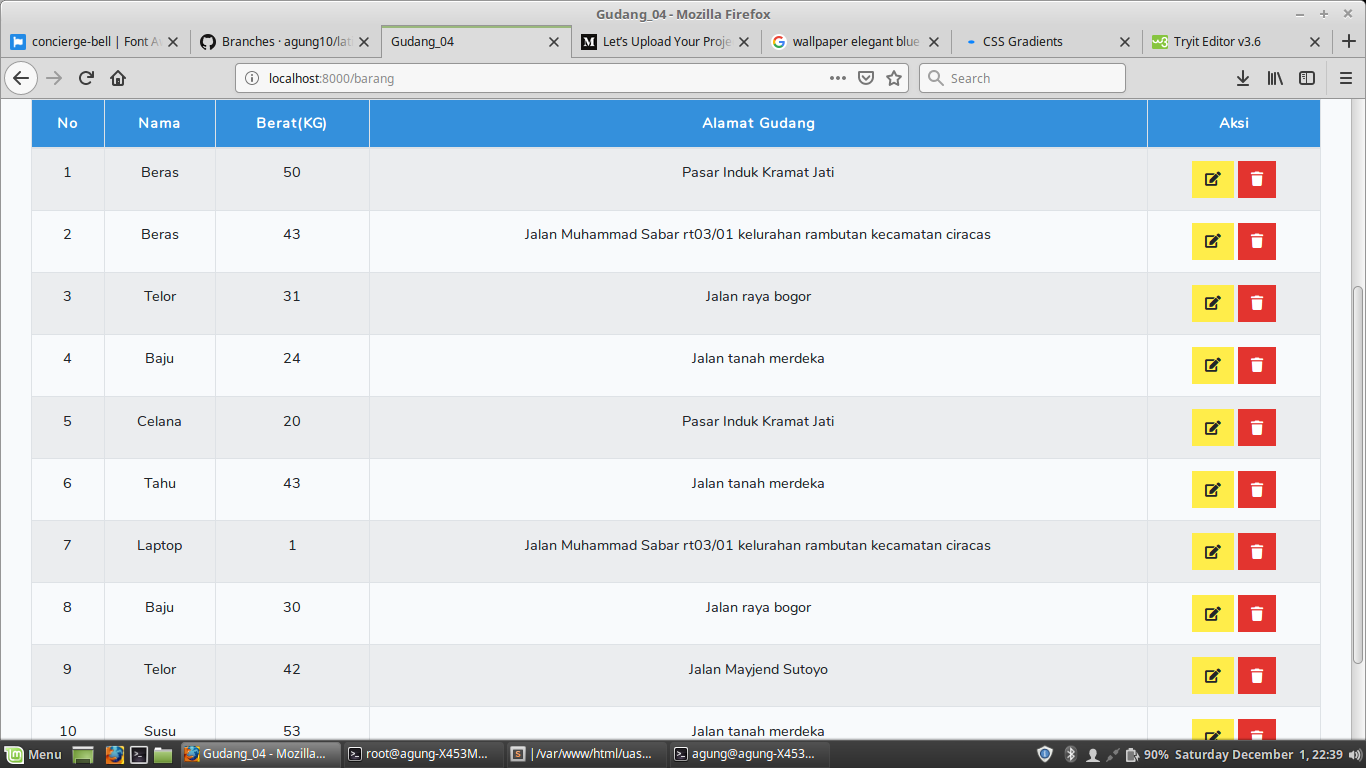 Gudang_04 - Mozilla Firefox
concierge-bell | Font Aw
Branches · agung10/lat
Gudang_04
Let's Upload Your Proje
wallpaper elegant blue
CSS Gradients
Tryit Editor v3.6
localhost:8000/barang
Search
No Nama Berat(KG) Alamat Gudang Aksi
1 Beras 50 Pasar Induk Kramat Jati
2 Beras 43 Jalan Muhammad Sabar rt03/01 kelurahan rambutan kecamatan ciracas
3 Telor 31 Jalan raya bogor
4 Baju 24 Jalan tanah merdeka
5 Celana 20 Pasar Induk Kramat Jati
6 Tahu 43 Jalan tanah merdeka
7 Laptop 1 Jalan Muhammad Sabar rt03/01 kelurahan rambutan kecamatan ciracas
8 Baju 30 Jalan raya bogor
9 Telor 42 Jalan Mayjend Sutoyo
10 Susu 53 Jalan tanah merdeka
Menu
Gudang_04 - Mozilla...
root@agung-X453M...
|/var/www/html/uas...
agung@agung-X453...
90% Saturday December 1, 22:39